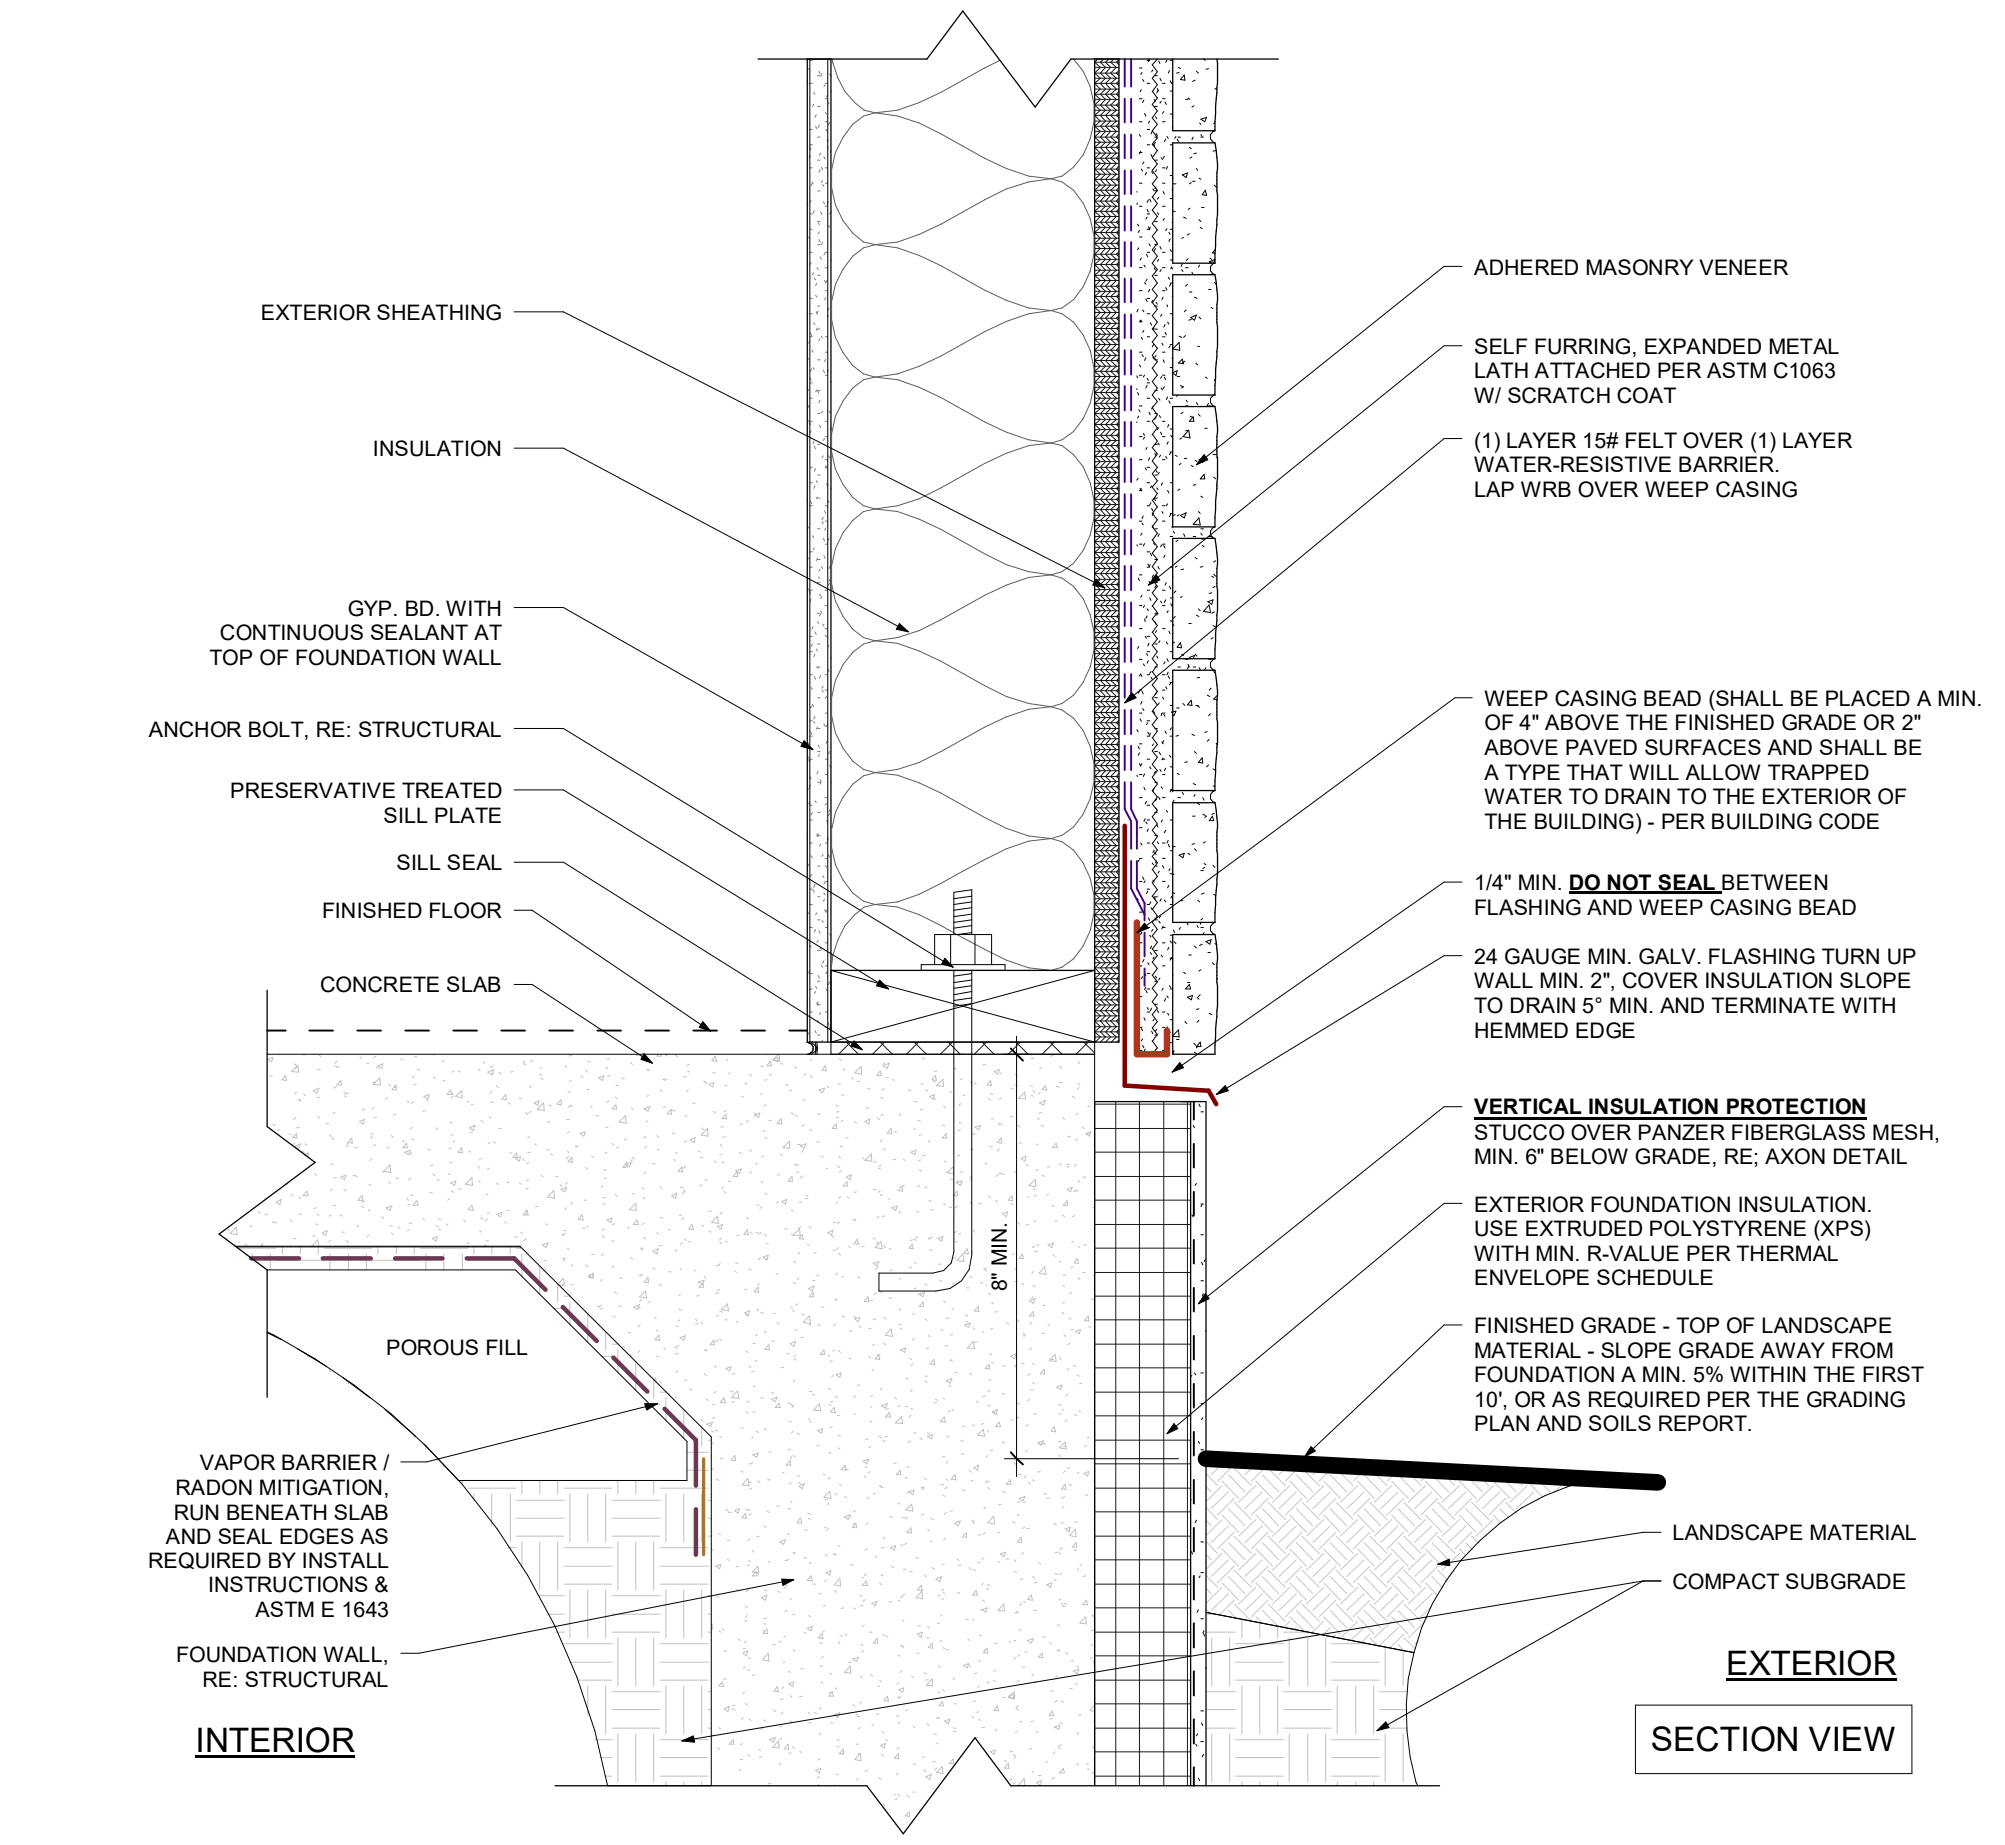 EXTERIOR SHEATHING
INSULATION
GYP. BD. WITH
CONTINUOUS SEALANT AT
TOP OF FOUNDATION WALL
ANCHOR BOLT, RE: STRUCTURAL
PRESERVATIVE TREATED
SILL PLATE
SILL SEAL
FINISHED FLOOR
CONCRETE SLAB
POROUS FILL
VAPOR BARRIER /
RADON MITIGATION,
RUN BENEATH SLAB
AND SEAL EDGES AS
REQUIRED BY INSTALL
INSTRUCTIONS &
ASTM E 1643
FOUNDATION WALL,
RE: STRUCTURAL
INTERIOR
8" MIN.
ADHERED MASONRY VENEER
SELF FURRING, EXPANDED METAL
LATH ATTACHED PER ASTM C1063
W/ SCRATCH COAT
(1) LAYER 15# FELT OVER (1) LAYER
WATER-RESISTIVE BARRIER.
LAP WRB OVER WEEP CASING
WEEP CASING BEAD (SHALL BE PLACED A MIN.
OF 4" ABOVE THE FINISHED GRADE OR 2"
ABOVE PAVED SURFACES AND SHALL BE
A TYPE THAT WILL ALLOW TRAPPED
WATER TO DRAIN TO THE EXTERIOR OF
THE BUILDING) - PER BUILDING CODE
1/4" MIN. DO NOT SEAL BETWEEN
FLASHING AND WEEP CASING BEAD
24 GAUGE MIN. GALV. FLASHING TURN UP
WALL MIN. 2", COVER INSULATION SLOPE
TO DRAIN 5° MIN. AND TERMINATE WITH
HEMMED EDGE
VERTICAL INSULATION PROTECTION
STUCCO OVER PANZER FIBERGLASS MESH,
MIN. 6" BELOW GRADE, RE; AXON DETAIL
EXTERIOR FOUNDATION INSULATION.
USE EXTRUDED POLYSTYRENE (XPS)
WITH MIN. R-VALUE PER THERMAL
ENVELOPE SCHEDULE
FINISHED GRADE - TOP OF LANDSCAPE
MATERIAL - SLOPE GRADE AWAY FROM
FOUNDATION A MIN. 5% WITHIN THE FIRST
10', OR AS REQUIRED PER THE GRADING
PLAN AND SOILS REPORT.
LANDSCAPE MATERIAL
COMPACT SUBGRADE
EXTERIOR
SECTION VIEW